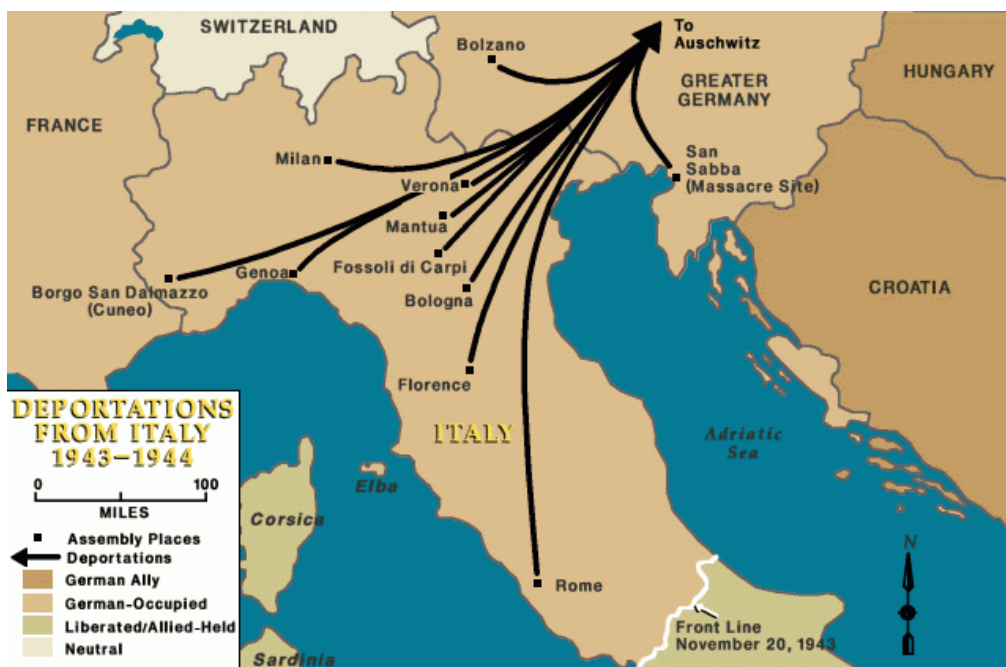 SWITZERLAND
Bolzano
To
Auschwitz
HUNGARY
GREATER
GERMANY
FRANCE
Milan
San
Sabba
(Massacre Site)
Verona
Mantua
Fossoli di Carpi
Genoa
Borgo San Dalmazzo
(Cuneo)
Bologna
CROATIA
Florence
DEPORTATIONS
FROM ITALY
1943–1944
0 100
MILES
Assembly Places
Deportations
German Ally
German-Occupied
Liberated/Allied-Held
Neutral
ITALY
Adriatic
Sea
Elba
Corsica
N
Rome
Front Line
November 20, 1943
Sardinia